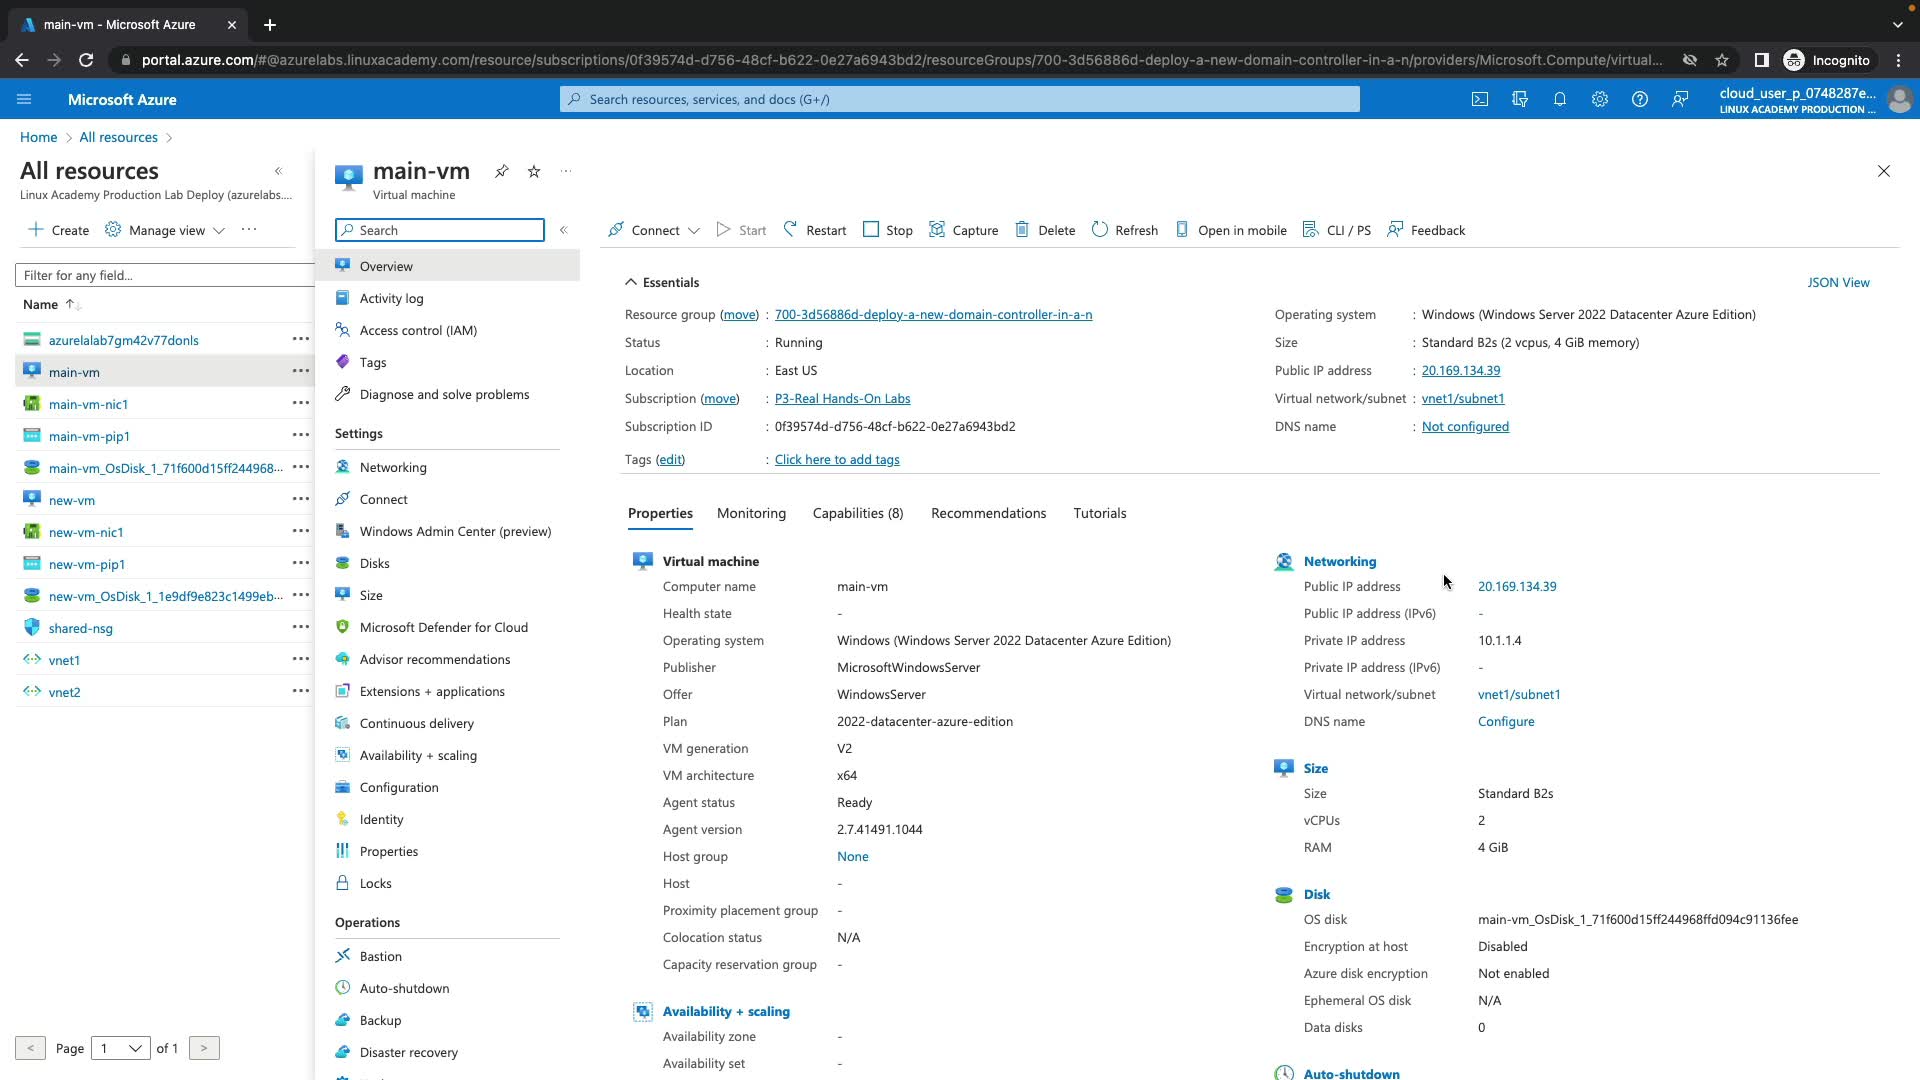 main-vm - Microsoft Azure
portal.azure.com/#@azurelabs.linuxacademy.com/resource/subscriptions/0f39574d-d756-48cf-b622-0e27a6943bd2/resourceGroups/700-3d56886d-deploy-a-new-domain-controller-in-a-n/providers/Microsoft.Compute/virtual...
Incognito
Microsoft Azure
Search resources, services, and docs (G+/)
cloud_user_p_0748287e...
LINUX ACADEMY PRODUCTION ...
Home > All resources >
All resources
Linux Academy Production Lab Deploy (azurelabs....
Create
Manage view
Filter for any field...
Name
azurelalab7gm42v77donls
main-vm
main-vm-nic1
main-vm-pip1
main-vm_OsDisk_1_71f600d15ff244968...
new-vm
new-vm-nic1
new-vm-pip1
new-vm_OsDisk_1_1e9df9e823c1499eb...
shared-nsg
vnet1
vnet2
< Page 1 of 1 >
main-vm
Virtual machine
Search
Overview
Activity log
Access control (IAM)
Tags
Diagnose and solve problems
Settings
Networking
Connect
Windows Admin Center (preview)
Disks
Size
Microsoft Defender for Cloud
Advisor recommendations
Extensions + applications
Continuous delivery
Availability + scaling
Configuration
Identity
Properties
Locks
Operations
Bastion
Auto-shutdown
Backup
Disaster recovery
Connect Start Restart Stop Capture Delete Refresh Open in mobile CLI / PS Feedback
Essentials
JSON View
Resource group (move) : 700-3d56886d-deploy-a-new-domain-controller-in-a-n
Status : Running
Location : East US
Subscription (move) : P3-Real Hands-On Labs
Subscription ID : 0f39574d-d756-48cf-b622-0e27a6943bd2
Tags (edit) : Click here to add tags
Operating system : Windows (Windows Server 2022 Datacenter Azure Edition)
Size : Standard B2s (2 vcpus, 4 GiB memory)
Public IP address : 20.169.134.39
Virtual network/subnet : vnet1/subnet1
DNS name : Not configured
Properties Monitoring Capabilities (8) Recommendations Tutorials
Virtual machine
Computer name main-vm
Health state -
Operating system Windows (Windows Server 2022 Datacenter Azure Edition)
Publisher MicrosoftWindowsServer
Offer WindowsServer
Plan 2022-datacenter-azure-edition
VM generation V2
VM architecture x64
Agent status Ready
Agent version 2.7.41491.1044
Host group None
Host -
Proximity placement group -
Colocation status N/A
Capacity reservation group -
Availability + scaling
Availability zone -
Availability set -
Networking
Public IP address 20.169.134.39
Public IP address (IPv6) -
Private IP address 10.1.1.4
Private IP address (IPv6) -
Virtual network/subnet vnet1/subnet1
DNS name Configure
Size
Size Standard B2s
vCPUs 2
RAM 4 GiB
Disk
OS disk main-vm_OsDisk_1_71f600d15ff244968ffd094c91136fee
Encryption at host Disabled
Azure disk encryption Not enabled
Ephemeral OS disk N/A
Data disks 0
Auto-shutdown